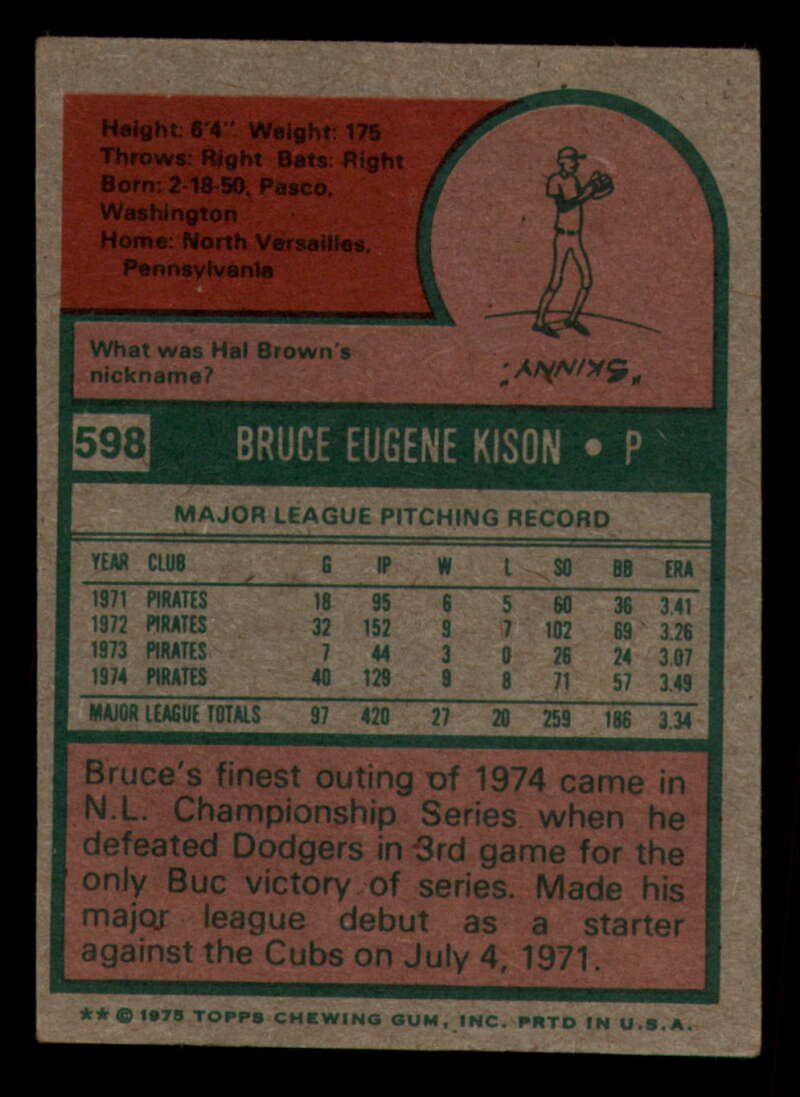 Height: 6'4" Weight: 175
Throws: Right Bats: Right
Born: 2-18-50, Pasco,
Washington
Home: North Versailles,
Pennsylvania
What was Hal Brown's
nickname?
"SKINNY."
598 BRUCE EUGENE KISON • P
MAJOR LEAGUE PITCHING RECORD
YEAR CLUB G IP W L SO BB ERA
1971 PIRATES 18 95 6 5 60 36 3.41
1972 PIRATES 32 152 9 7 102 69 3.26
1973 PIRATES 7 44 3 0 26 24 3.07
1974 PIRATES 40 129 9 8 71 57 3.49
MAJOR LEAGUE TOTALS 97 420 27 20 259 186 3.34
Bruce's finest outing of 1974 came in
N.L. Championship Series when he
defeated Dodgers in 3rd game for the
only Buc victory of series. Made his
major league debut as a starter
against the Cubs on July 4, 1971.
** © 1975 TOPPS CHEWING GUM, INC. PRTD IN U.S.A.